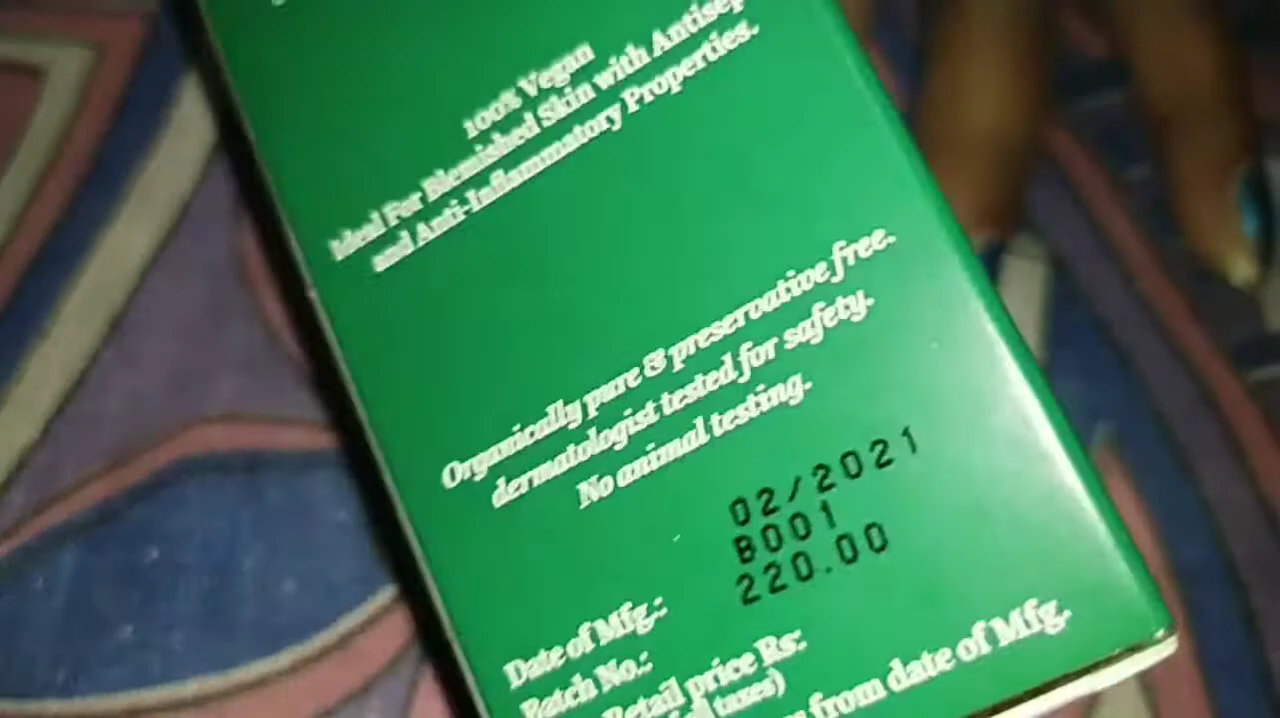 100% Vegan
Ideal For Blemished Skin with
and Anti-Inflammatory Properties.
Organically pure & preservative free.
dermatologist tested for safety.
No animal testing.
02/2021
B001
220.00
Date of Mfg.:
Batch No.:
Retail price Rs:
taxes)
from date of Mfg.